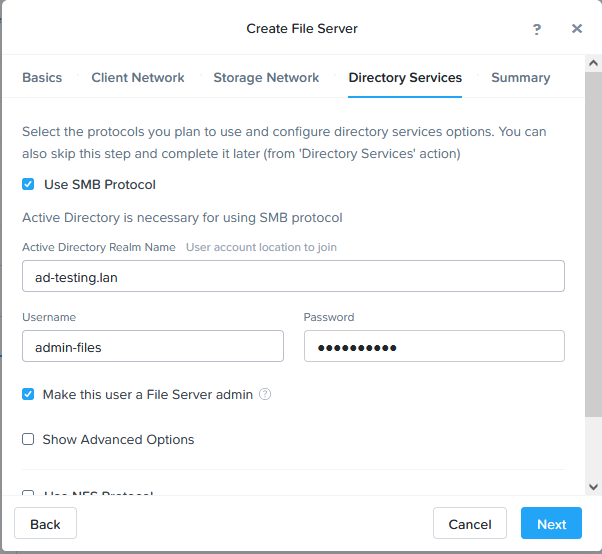 Create File Server
?
Basics
Client Network
Storage Network
Directory Services
Summary
Select the protocols you plan to use and configure directory services options. You can
also skip this step and complete it later (from 'Directory Services' action)
Use SMB Protocol
Active Directory is necessary for using SMB protocol
Active Directory Realm Name User account location to join
ad-testing.lan
Username
Password
admin-files
••••••••••
Make this user a File Server admin ?
Show Advanced Options
Use NFS Protocol
Back
Cancel
Next